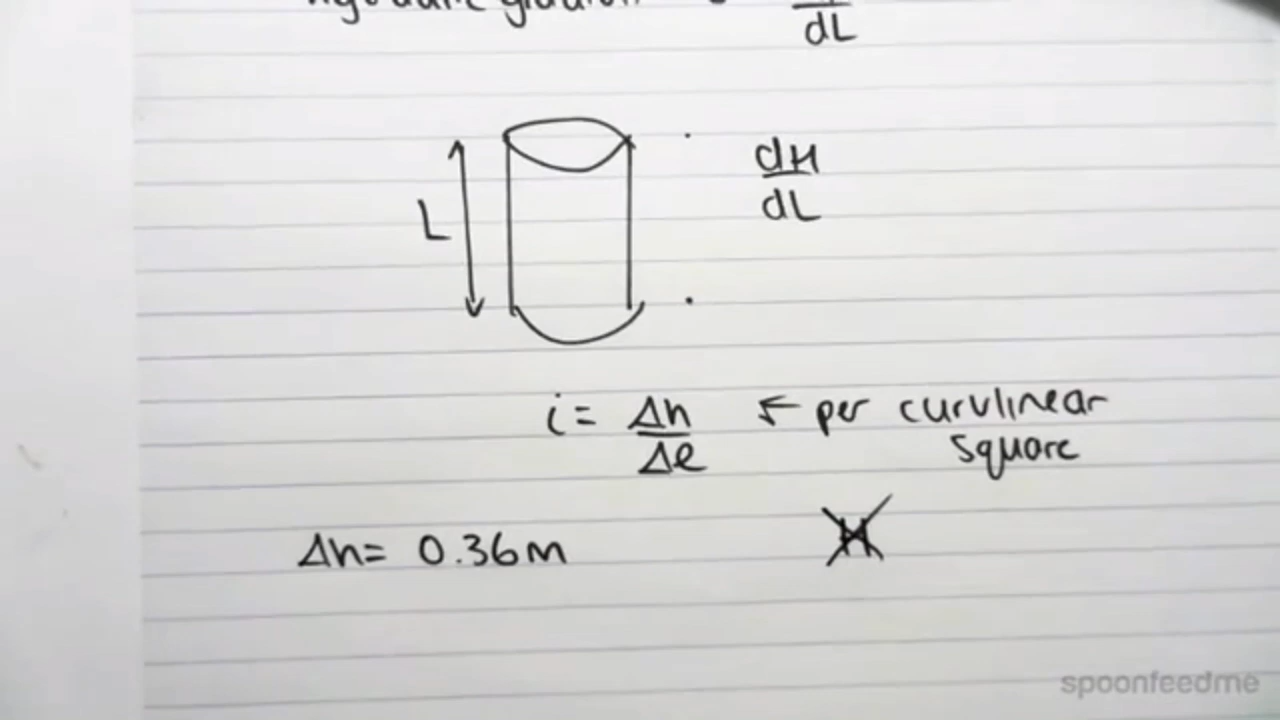 dL
dH
dL
L
i = Δh ← per curvlinear
Δl square
Δh = 0.36m
H
spoonfeedme